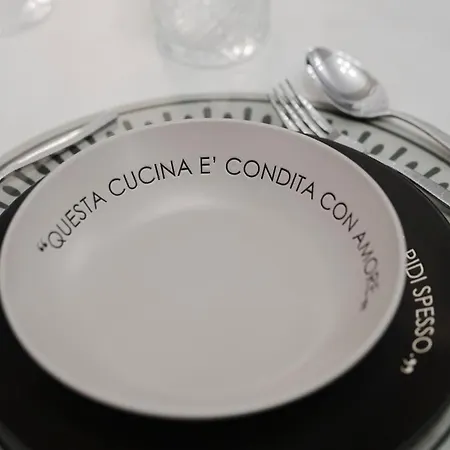 “QUESTA CUCINA E' CONDITA CON AMORE„
RIDI SPESSO„